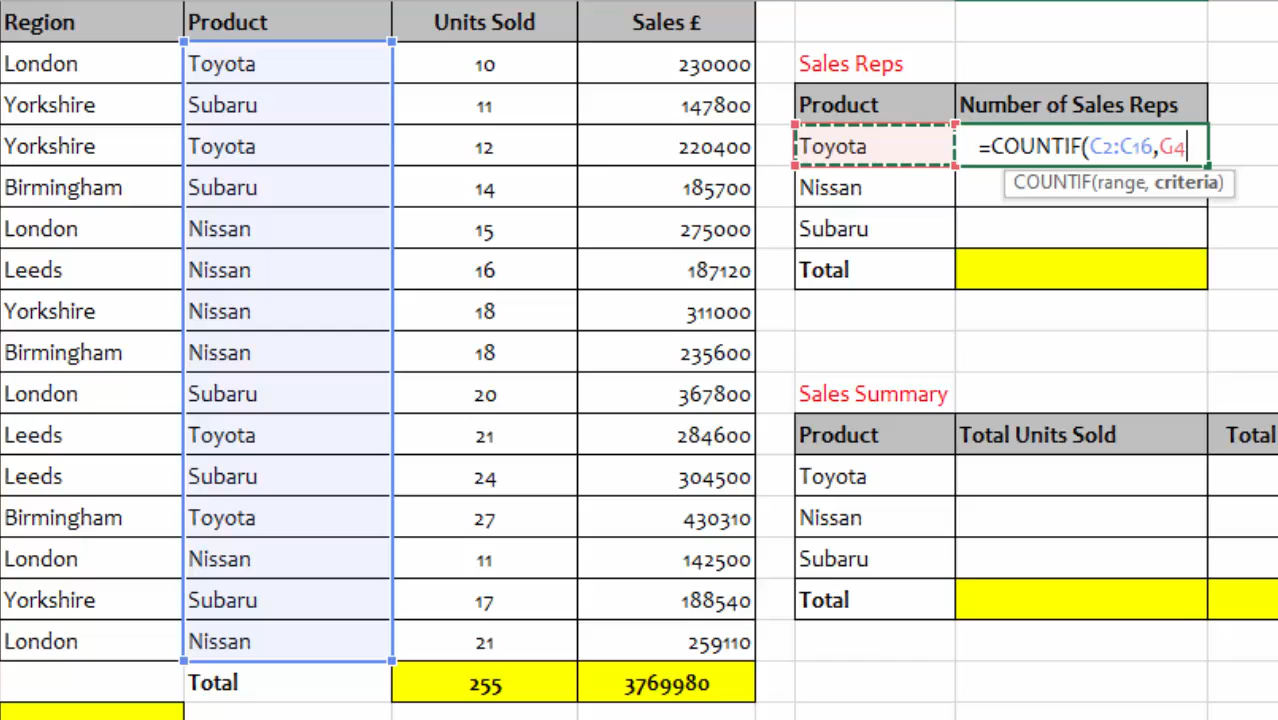 Region Product Units Sold Sales £
London Toyota 10 230000 Sales Reps
Yorkshire Subaru 11 147800 Product Number of Sales Reps
Yorkshire Toyota 12 220400 Toyota =COUNTIF(C2:C16,G4
Birmingham Subaru 14 185700 Nissan COUNTIF(range, criteria)
London Nissan 15 275000 Subaru
Leeds Nissan 16 187120 Total
Yorkshire Nissan 18 311000
Birmingham Nissan 18 235600
London Subaru 20 367800 Sales Summary
Leeds Toyota 21 284600 Product Total Units Sold Total
Leeds Subaru 24 304500 Toyota
Birmingham Toyota 27 430310 Nissan
London Nissan 11 142500 Subaru
Yorkshire Subaru 17 188540 Total
London Nissan 21 259110
Total 255 3769980